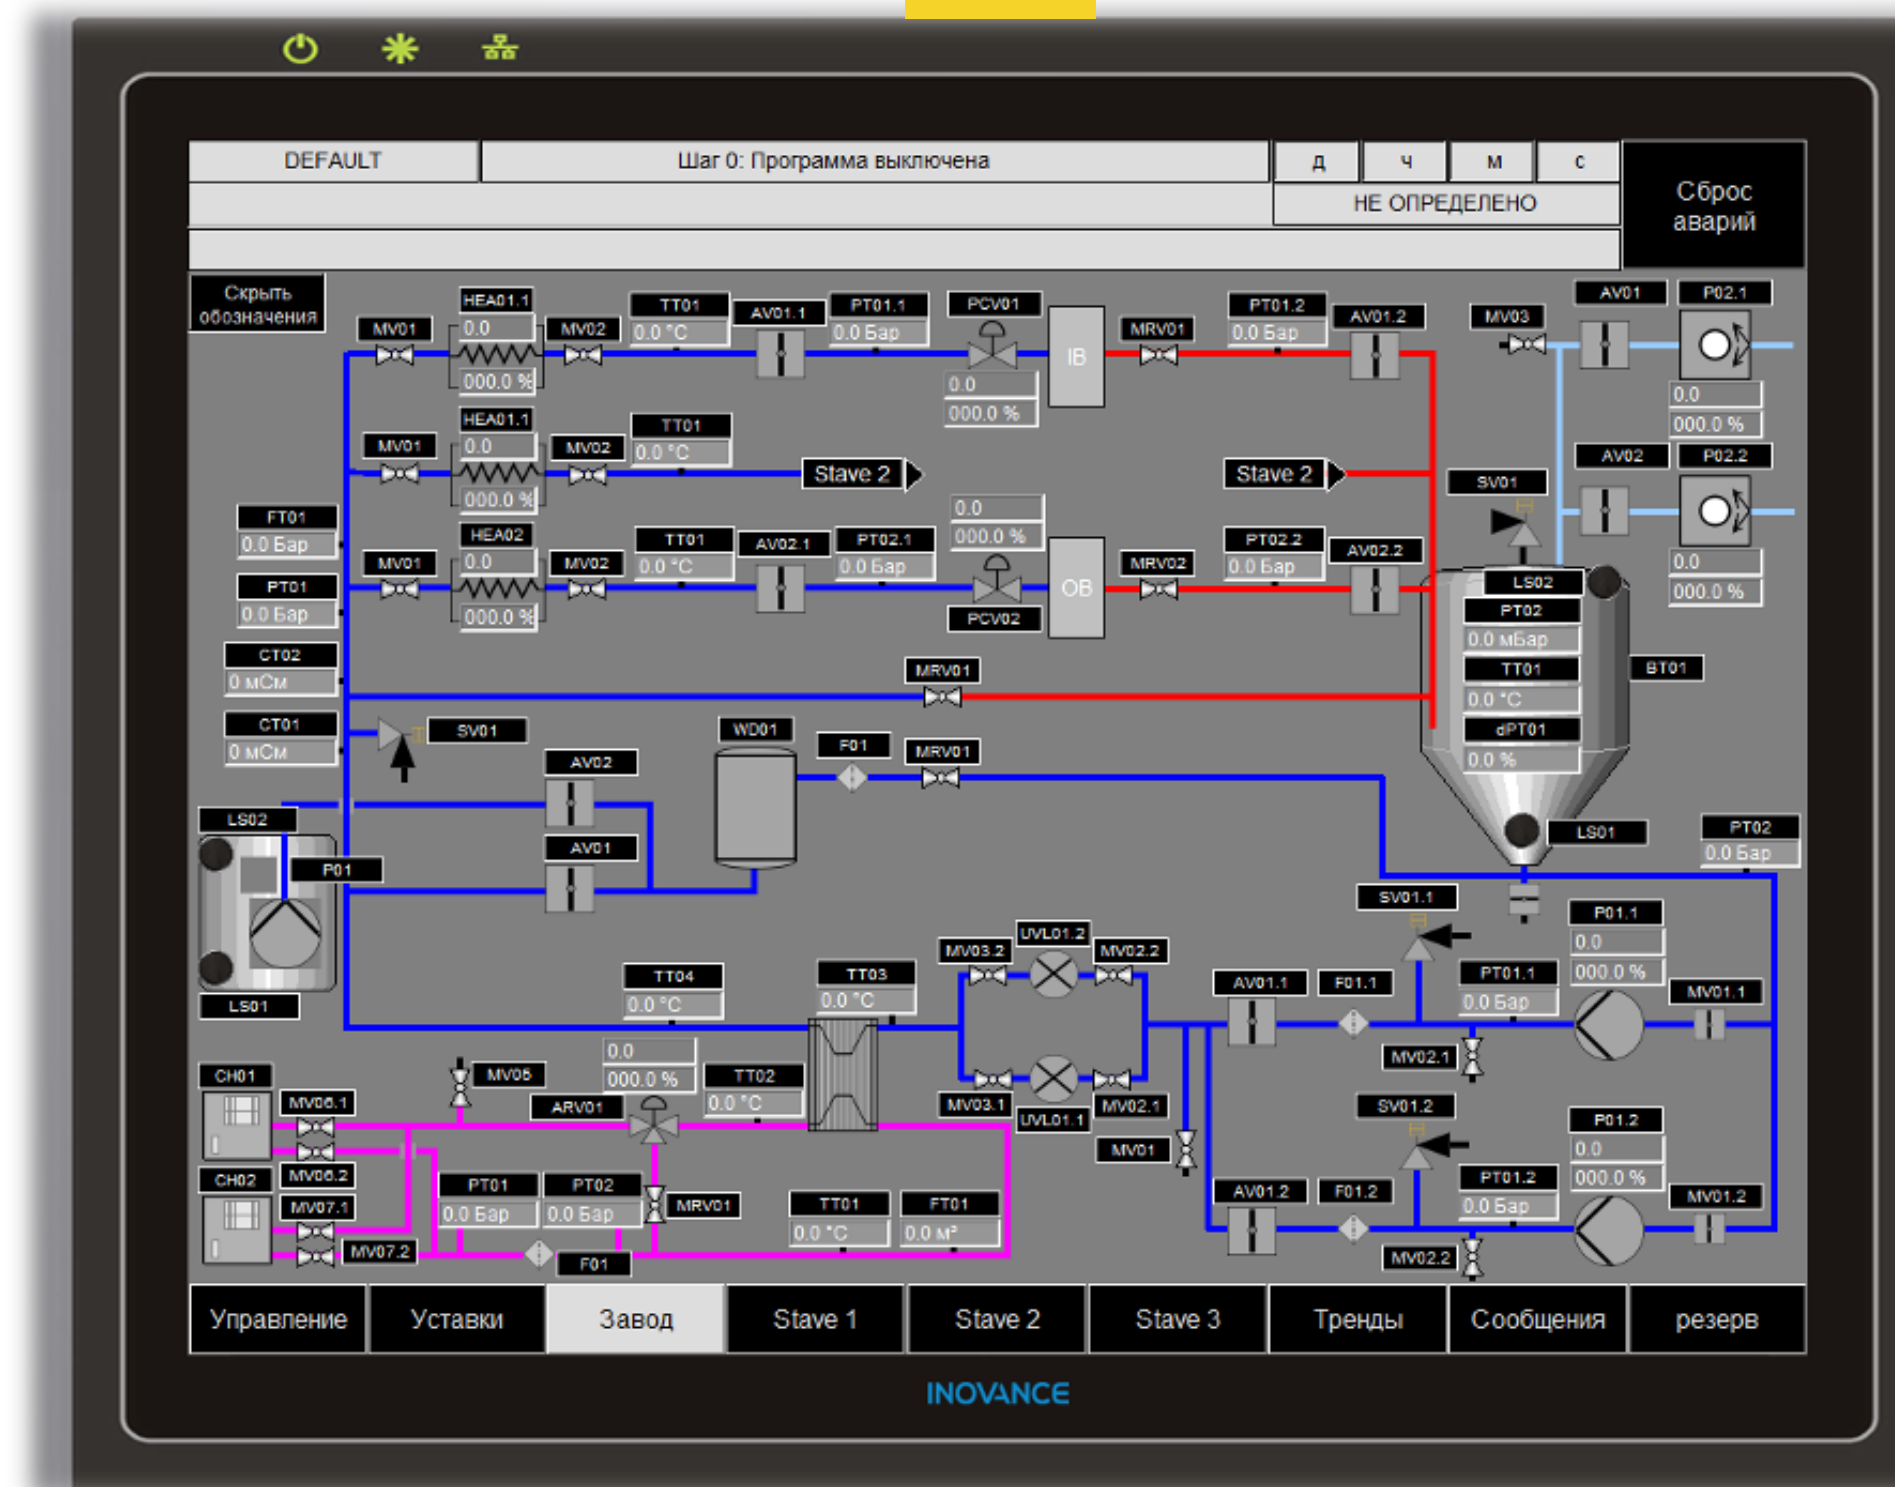 DEFAULT
Шаг 0: Программа выключена
д
ч
м
с
Сброс
аварий
НЕ ОПРЕДЕЛЕНО
Скрыть
обозначения
MV01
HEA01.1
0.0
000.0 %
MV02
TT01
0.0 °C
AV01.1
PT01.1
0.0 Бар
PCV01
0.0
000.0 %
IB
MRV01
PT01.2
0.0 Бар
AV01.2
MV03
AV01
P02.1
0.0
000.0 %
MV01
HEA01.1
0.0
000.0 %
MV02
TT01
0.0 °C
Stave 2
Stave 2
SV01
AV02
P02.2
0.0
000.0 %
FT01
0.0 Бар
PT01
0.0 Бар
CT02
0 мСм
CT01
0 мСм
MV01
HEA02
0.0
000.0 %
MV02
TT01
0.0 °C
AV02.1
PT02.1
0.0 Бар
0.0
000.0 %
PCV02
OB
MRV02
PT02.2
0.0 Бар
AV02.2
LS02
PT02
0.0 мБар
TT01
0.0 °C
dPT01
0.0 %
BT01
LS01
MRV01
SV01
WD01
F01
MRV01
AV02
AV01
LS02
P01
LS01
PT02
0.0 Бар
TT04
0.0 °C
TT03
0.0 °C
MV03.2
UVL01.2
MV02.2
MV03.1
UVL01.1
MV02.1
MV01
SV01.1
P01.1
0.0
000.0 %
AV01.1
F01.1
PT01.1
0.0 Бар
MV01.1
MV02.1
SV01.2
P01.2
0.0
000.0 %
AV01.2
F01.2
PT01.2
0.0 Бар
MV01.2
MV02.2
CH01
MV06.1
MV06.2
CH02
MV07.1
MV07.2
MV05
ARV01
0.0
000.0 %
TT02
0.0 °C
PT01
0.0 Бар
PT02
0.0 Бар
MRV01
F01
TT01
0.0 °C
FT01
0.0 м³
Управление
Уставки
Завод
Stave 1
Stave 2
Stave 3
Тренды
Сообщения
резерв
INOVANCE